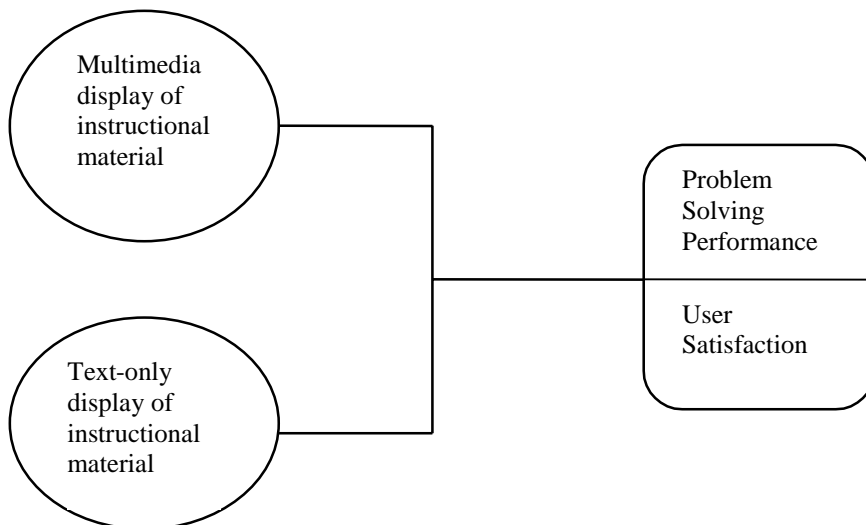 Multimedia
display of
instructional
material
Problem
Solving
Performance
User
Satisfaction
Text-only
display of
instructional
material